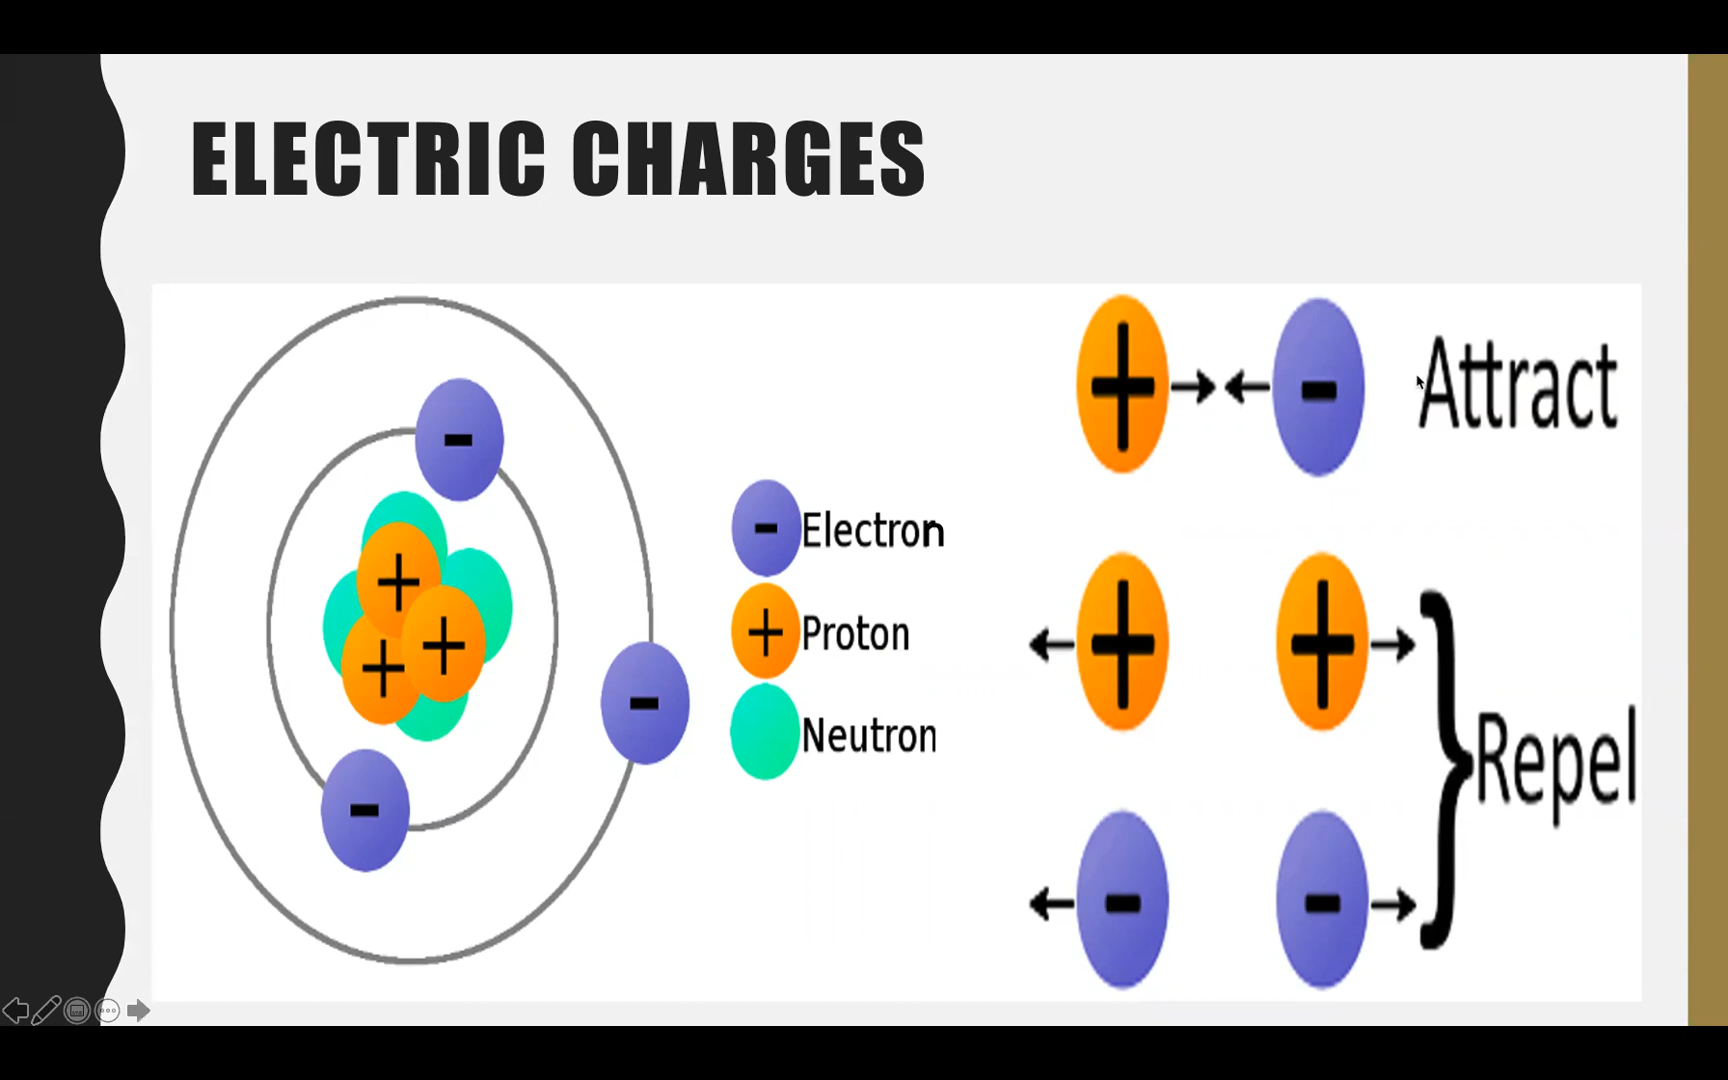 ELECTRIC CHARGES
- 
+
+
+
-
-
- Electron
+ Proton
Neutron
+ - Attract
+ +
Repel
- -